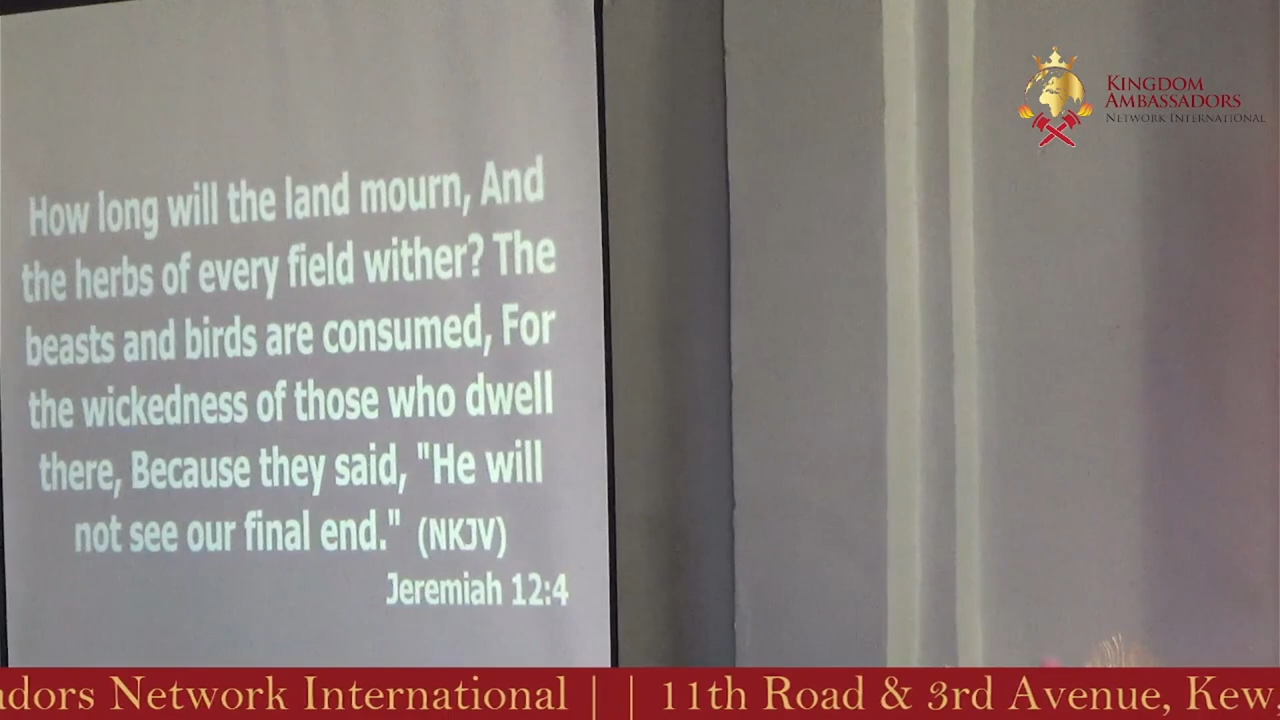 How long will the land mourn, And
the herbs of every field wither? The
beasts and birds are consumed, For
the wickedness of those who dwell
there, Because they said, "He will
not see our final end." (NKJV)
Jeremiah 12:4
KINGDOM
AMBASSADORS
NETWORK INTERNATIONAL
adors Network International | | 11th Road & 3rd Avenue, Kew,